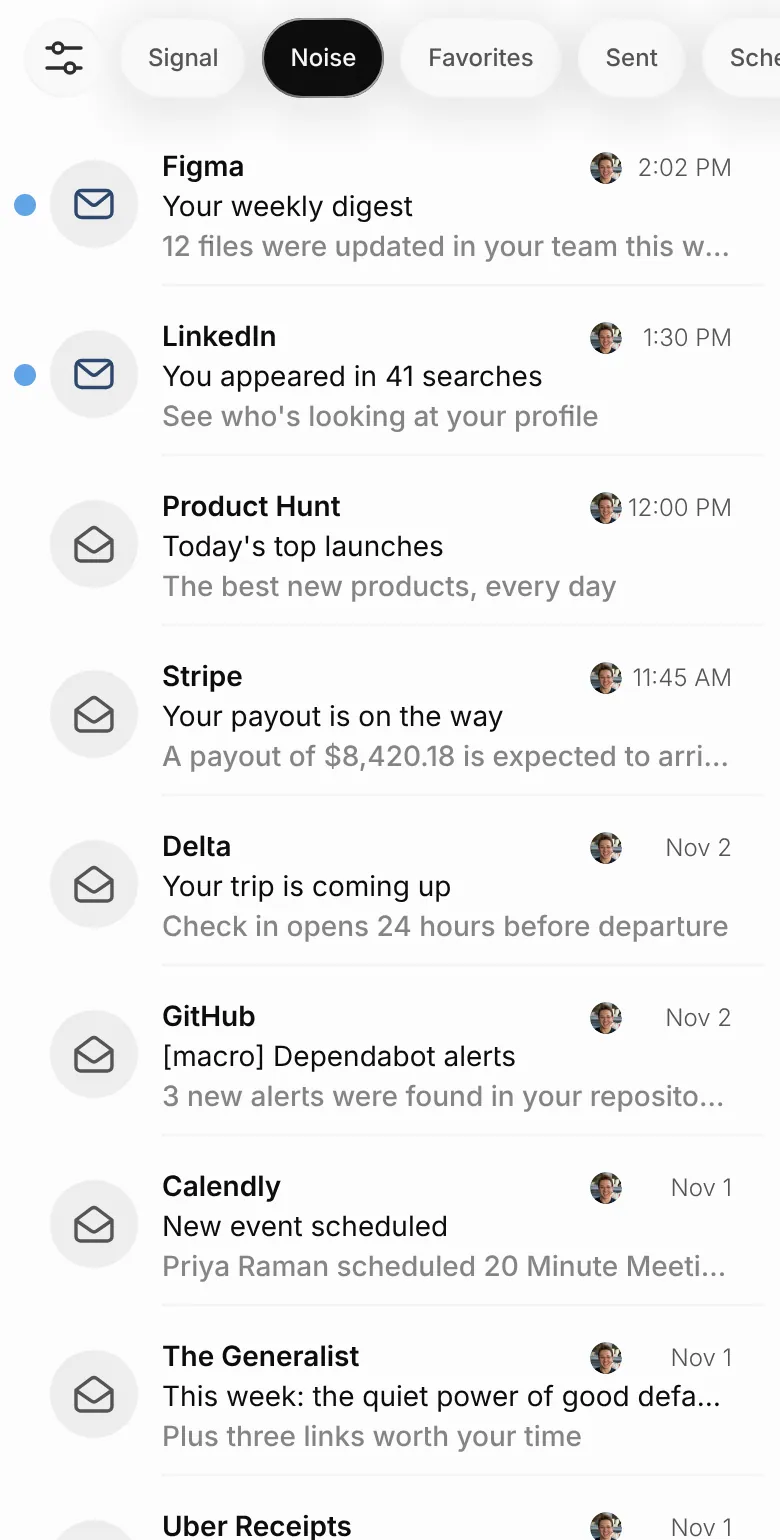 Signal Noise Favorites Sent Sche
Figma 2:02 PM
Your weekly digest
12 files were updated in your team this w...
LinkedIn 1:30 PM
You appeared in 41 searches
See who's looking at your profile
Product Hunt 12:00 PM
Today's top launches
The best new products, every day
Stripe 11:45 AM
Your payout is on the way
A payout of $8,420.18 is expected to arri...
Delta Nov 2
Your trip is coming up
Check in opens 24 hours before departure
GitHub Nov 2
[macro] Dependabot alerts
3 new alerts were found in your reposito...
Calendly Nov 1
New event scheduled
Priya Raman scheduled 20 Minute Meeti...
The Generalist Nov 1
This week: the quiet power of good defa...
Plus three links worth your time
Uber Receipts Nov 1